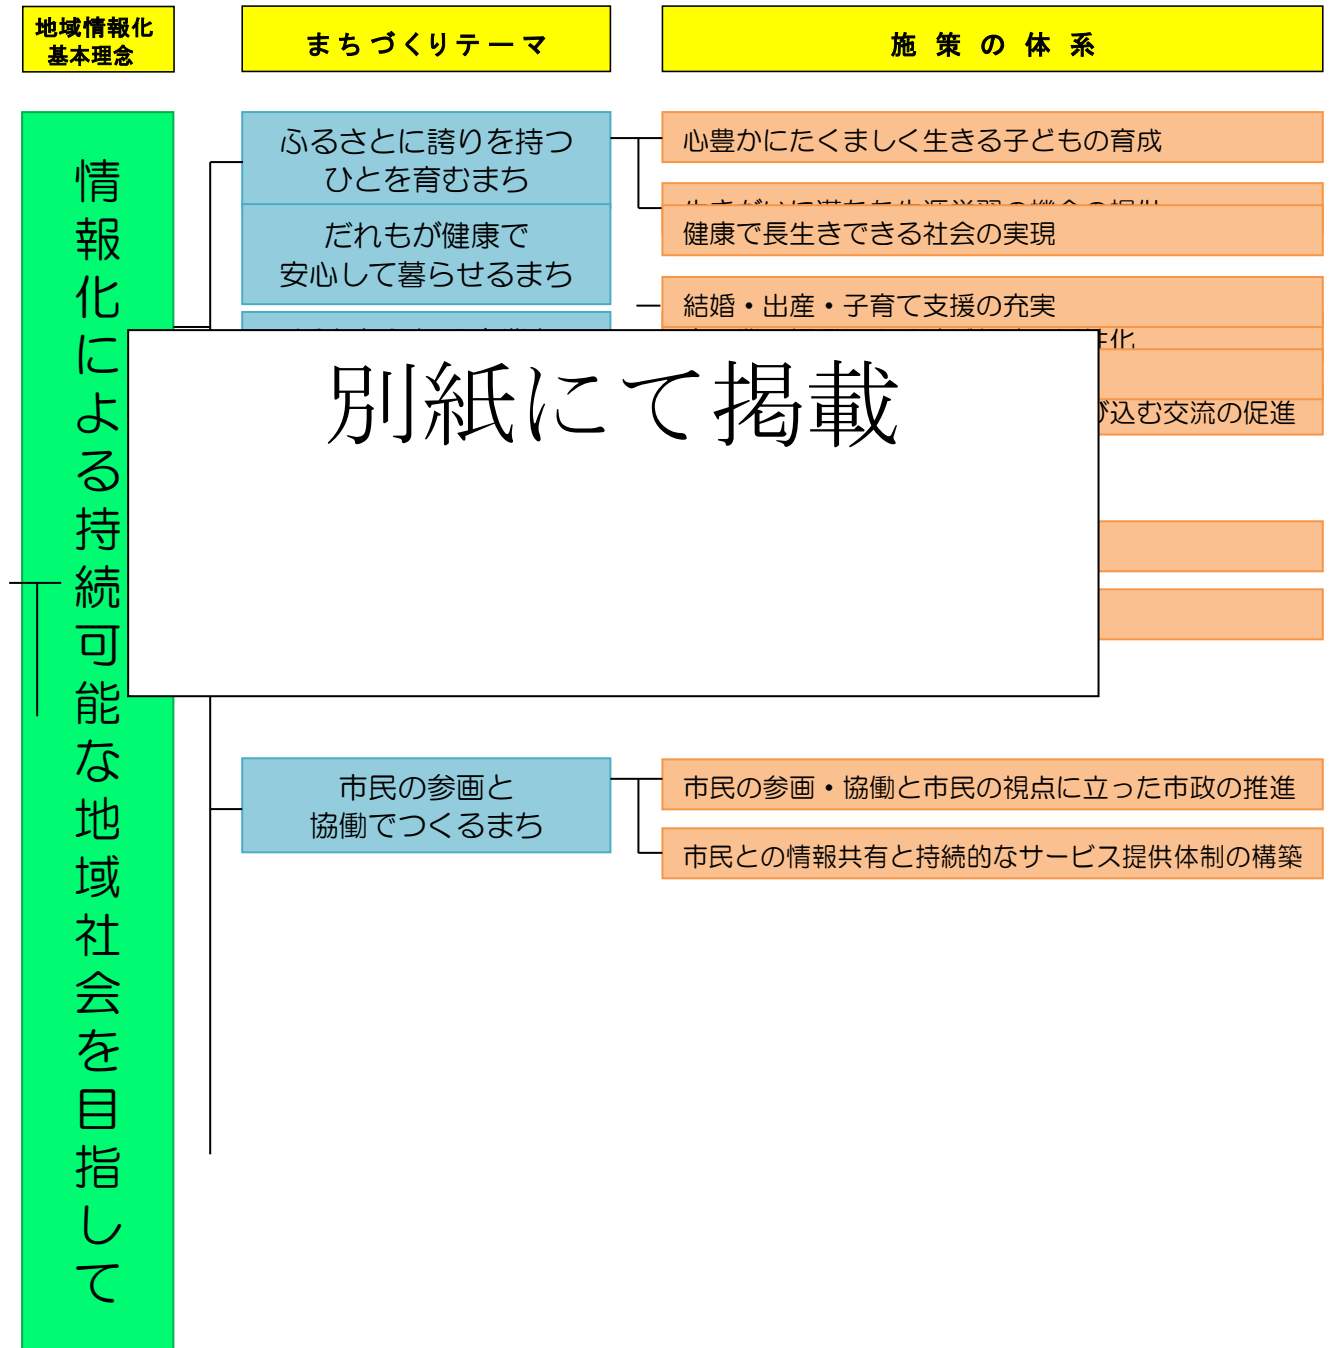 地域情報化
基本理念
まちづくりテーマ
施策の体系
情報化による持続可能な地域社会を目指して
ふるさとに誇りを持つ
ひとを育むまち
心豊かにたくましく生きる子どもの育成
だれもが健康で
安心して暮らせるまち
健康で長生きできる社会の実現
結婚・出産・子育て支援の充実
性化
び込む交流の促進
別紙にて掲載
市民の参画と
協働でつくるまち
市民の参画・協働と市民の視点に立った市政の推進
市民との情報共有と持続的なサービス提供体制の構築